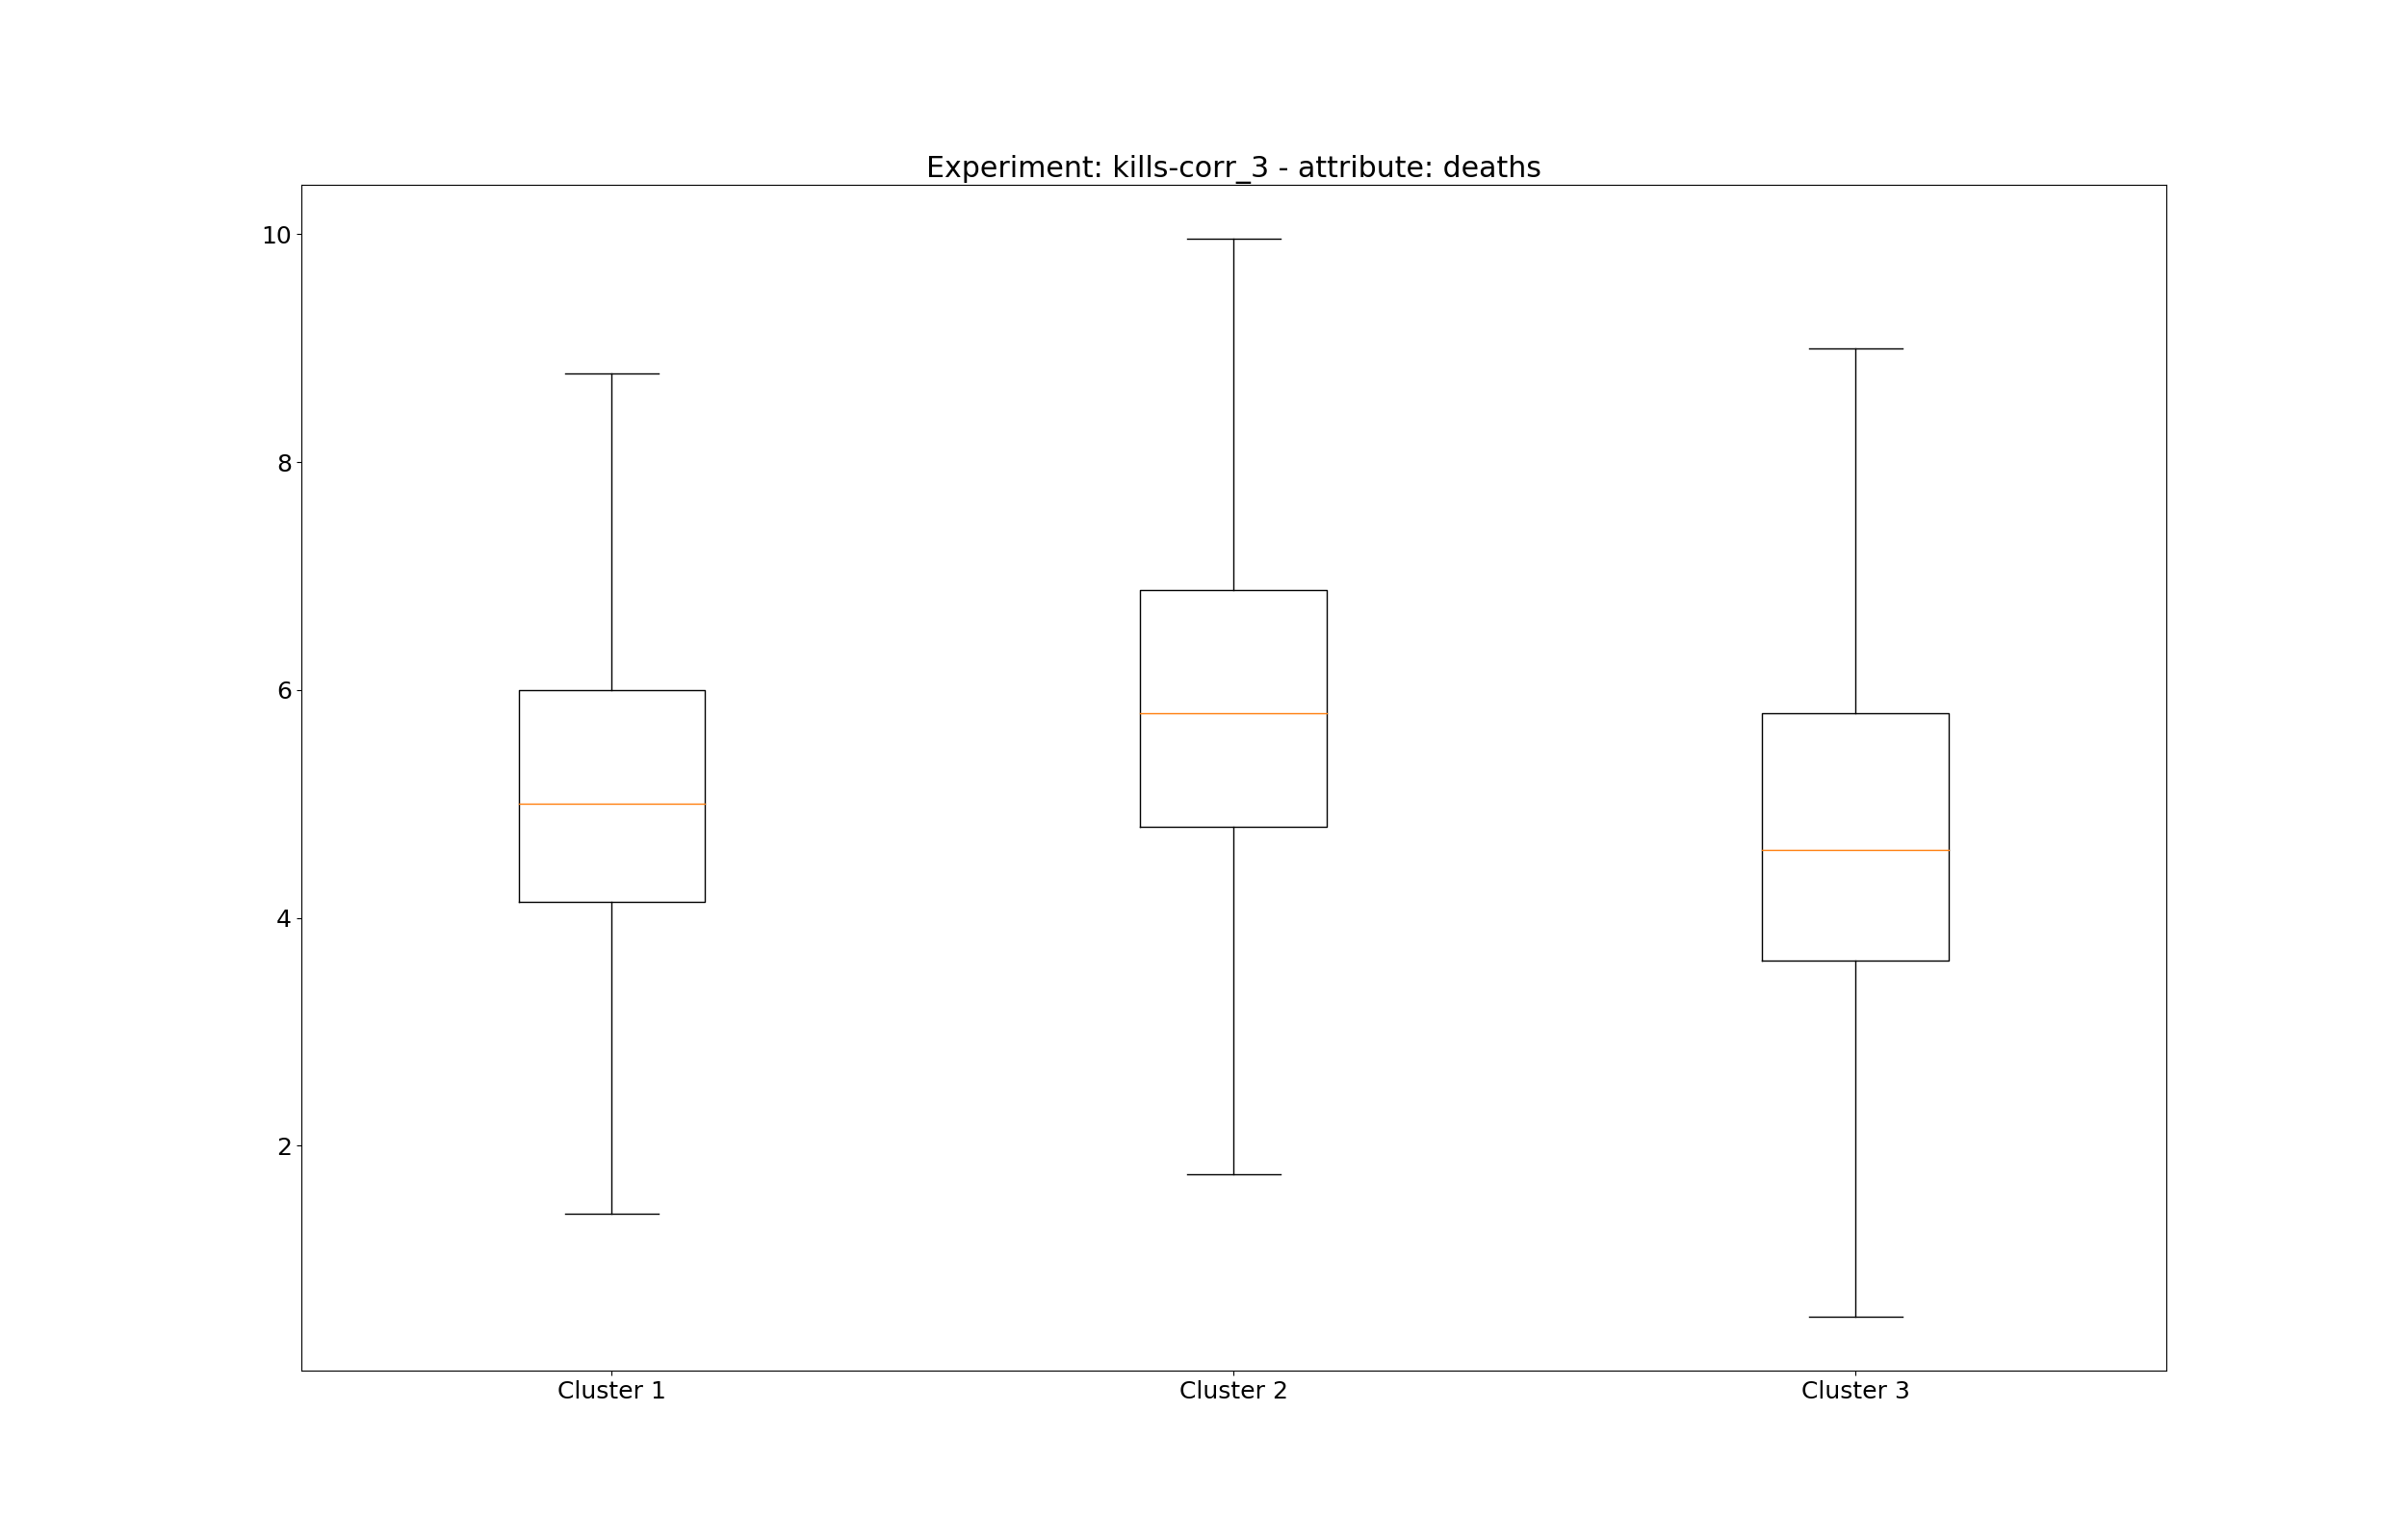 Experiment: kills-corr_3 - attribute: deaths
10
8
6
4
2
Cluster 1
Cluster 2
Cluster 3